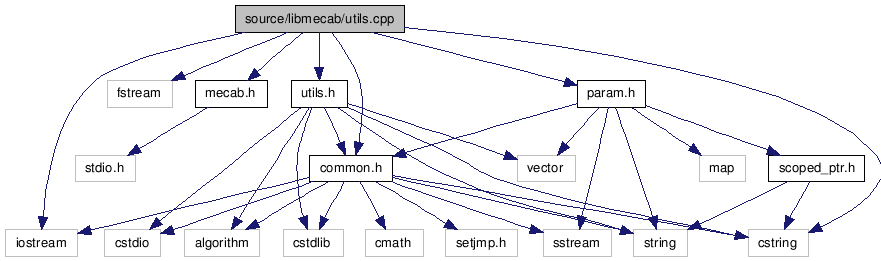 source/libmecab/utils.cpp
fstream
mecab.h
utils.h
param.h
stdio.h
common.h
vector
map
scoped_ptr.h
iostream
cstdio
algorithm
cstdlib
cmath
setjmp.h
sstream
string
cstring